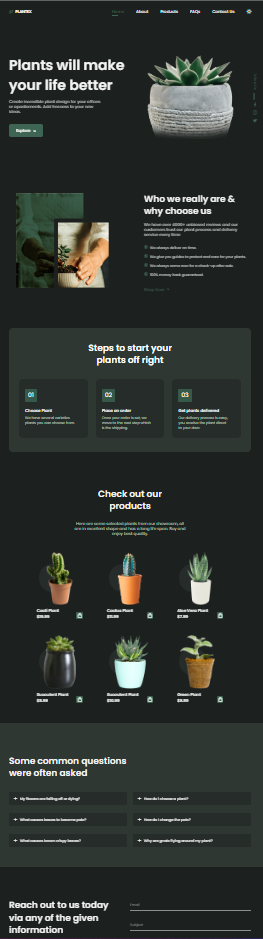 PLANTEX
Home About Products FAQs Contact Us
Plants will make
your life better
Create incredible plant design for your offices
or apartments. Add fresness to your new
ideas.
Explore
Who we really are &
why choose us
We have over 4000+ unbiased reviews and our
customers trust our plant process and delivery
service every time
We always deliver on time.
We give you guides to protect and care for your plants.
We always come over for a check-up after sale.
100% money back guaranteed.
Shop Now
Steps to start your
plants off right
01
Choose Plant
We have several varieties
plants you can choose from.
02
Place an order
Once your order is set, we
move to the next step which
is the shipping.
03
Get plants delivered
Our delivery process is easy,
you receive the plant direct
to your door.
Check out our
products
Here are some selected plants from our showroom, all
are in excellent shape and has a long life span. Buy and
enjoy best quality.
Cacti Plant
$19.99
Cactus Plant
$11.99
Aloe Vera Plant
$7.99
Succulent Plant
$5.99
Succulent Plant
$10.99
Green Plant
$8.99
Some common questions
were often asked
My flowers are falling off or dying?
How do i choose a plant?
What causes leaves to become pale?
How do I change the pots?
What causes brown crispy leaves?
Why are gnats flying around my plant?
Reach out to us today
via any of the given
information
Email
Subject